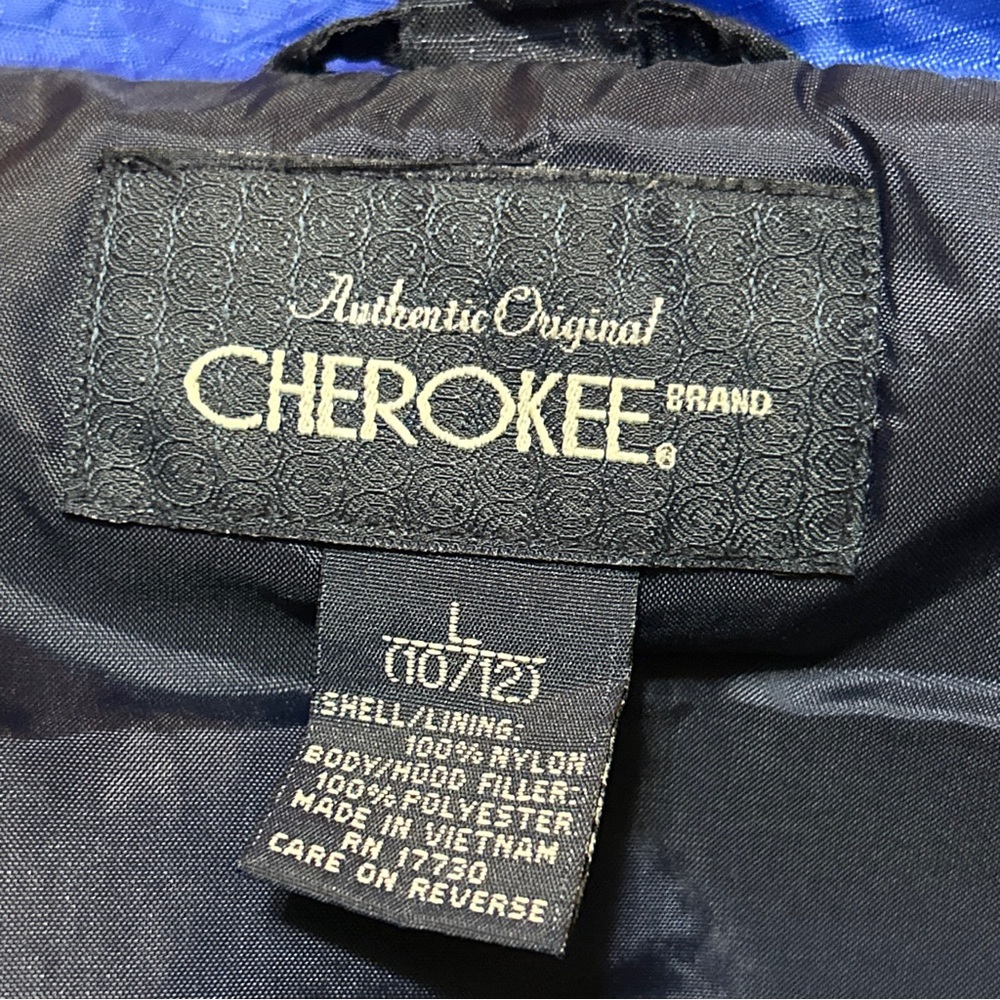 Authentic Original
CHEROKEE® BRAND
L
(10/12)
SHELL/LINING:
100% NYLON
BODY/HOOD FILLER:
100% POLYESTER
MADE IN VIETNAM
RN 17730
CARE ON REVERSE